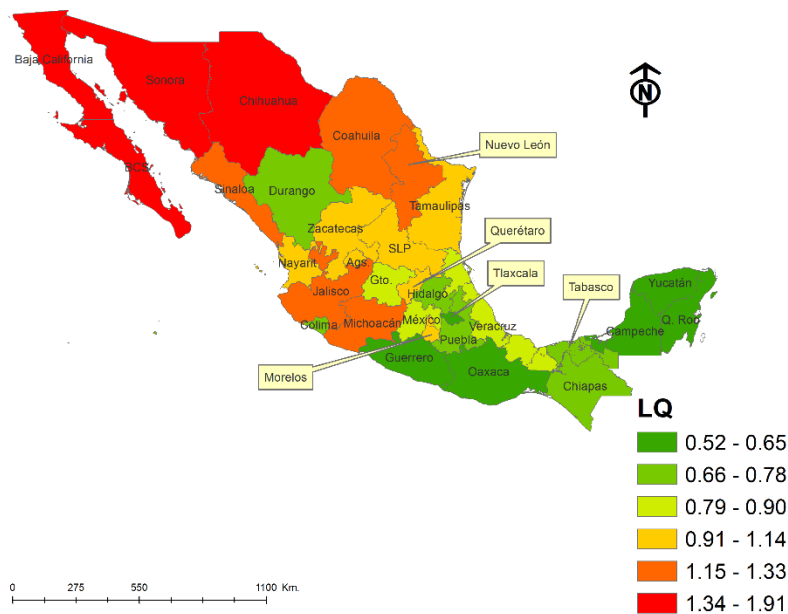 Baja California
Sonora
Chihuahua
N
Coahuila
Nuevo León
BCS
Sinaloa
Durango
Tamaulipas
Zacatecas
Querétaro
SLP
Nayarit
Ags.
Tlaxcala
Gto.
Hidalgo
Tabasco
Yucatán
Jalisco
Q. Roo
Colima
Michoacán
México
Veracruz
Campeche
Puebla
Guerrero
Morelos
Oaxaca
Chiapas
LQ
0.52 - 0.65
0.66 - 0.78
0.79 - 0.90
0.91 - 1.14
1.15 - 1.33
1.34 - 1.91
0 275 550 1100 Km.